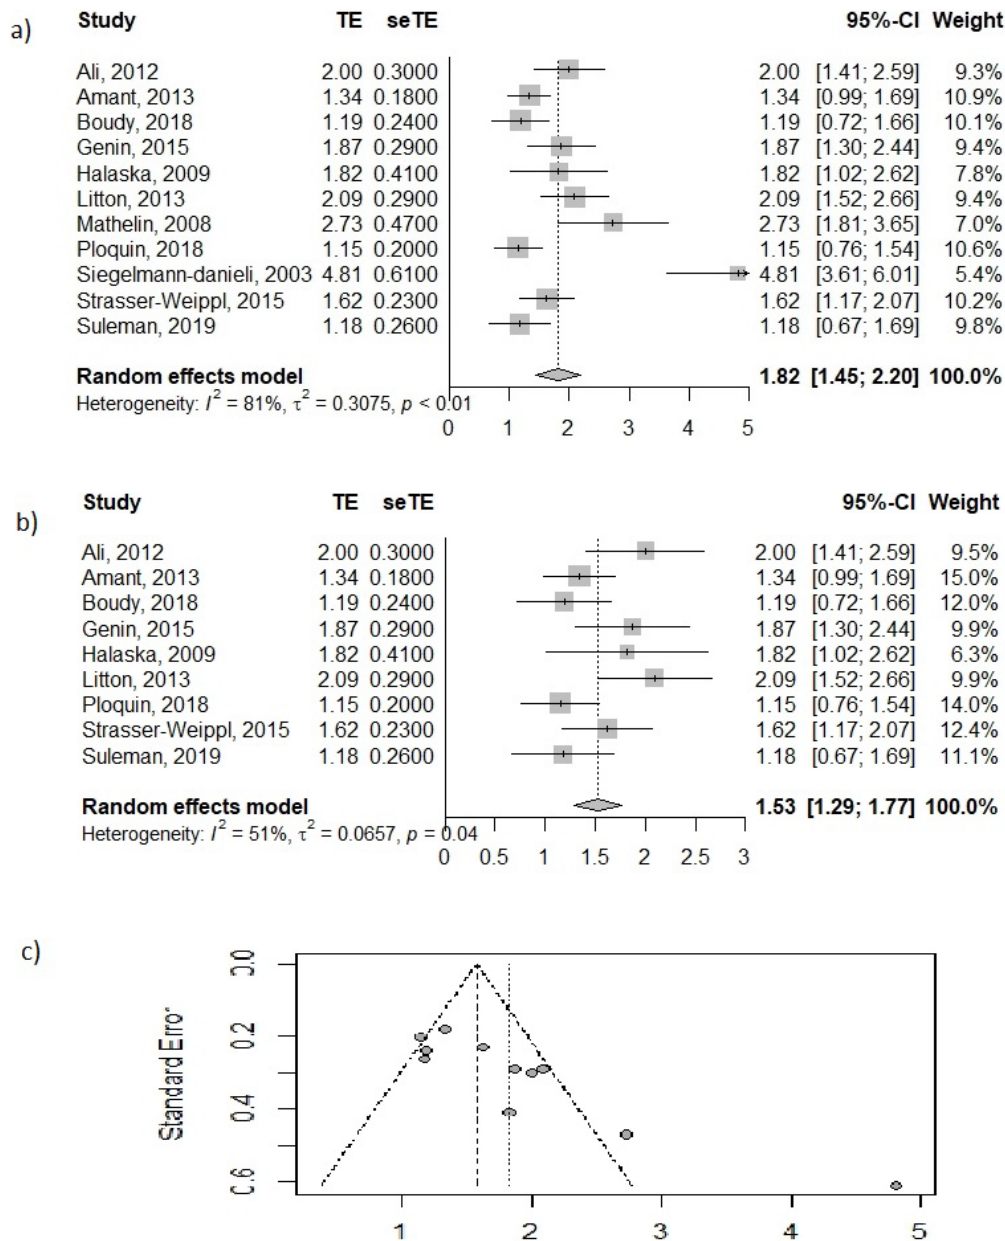 a)
Study TE seTE 95%-CI Weight
Ali, 2012 2.00 0.3000 2.00 [1.41; 2.59] 9.3%
Amant, 2013 1.34 0.1800 1.34 [0.99; 1.69] 10.9%
Boudy, 2018 1.19 0.2400 1.19 [0.72; 1.66] 10.1%
Genin, 2015 1.87 0.2900 1.87 [1.30; 2.44] 9.4%
Halaska, 2009 1.82 0.4100 1.82 [1.02; 2.62] 7.8%
Litton, 2013 2.09 0.2900 2.09 [1.52; 2.66] 9.4%
Mathelin, 2008 2.73 0.4700 2.73 [1.81; 3.65] 7.0%
Ploquin, 2018 1.15 0.2000 1.15 [0.76; 1.54] 10.6%
Siegelmann-danieli, 2003 4.81 0.6100 4.81 [3.61; 6.01] 5.4%
Strasser-Weippl, 2015 1.62 0.2300 1.62 [1.17; 2.07] 10.2%
Suleman, 2019 1.18 0.2600 1.18 [0.67; 1.69] 9.8%
Random effects model 1.82 [1.45; 2.20] 100.0%
Heterogeneity: I² = 81%, τ² = 0.3075, p < 0.01
0 1 2 3 4 5
b)
Study TE seTE 95%-CI Weight
Ali, 2012 2.00 0.3000 2.00 [1.41; 2.59] 9.5%
Amant, 2013 1.34 0.1800 1.34 [0.99; 1.69] 15.0%
Boudy, 2018 1.19 0.2400 1.19 [0.72; 1.66] 12.0%
Genin, 2015 1.87 0.2900 1.87 [1.30; 2.44] 9.9%
Halaska, 2009 1.82 0.4100 1.82 [1.02; 2.62] 6.3%
Litton, 2013 2.09 0.2900 2.09 [1.52; 2.66] 9.9%
Ploquin, 2018 1.15 0.2000 1.15 [0.76; 1.54] 14.0%
Strasser-Weippl, 2015 1.62 0.2300 1.62 [1.17; 2.07] 12.4%
Suleman, 2019 1.18 0.2600 1.18 [0.67; 1.69] 11.1%
Random effects model 1.53 [1.29; 1.77] 100.0%
Heterogeneity: I² = 51%, τ² = 0.0657, p = 0.04
0 0.5 1 1.5 2 2.5 3
c)
Standard Error
0.0
0.2
0.4
0.6
1 2 3 4 5